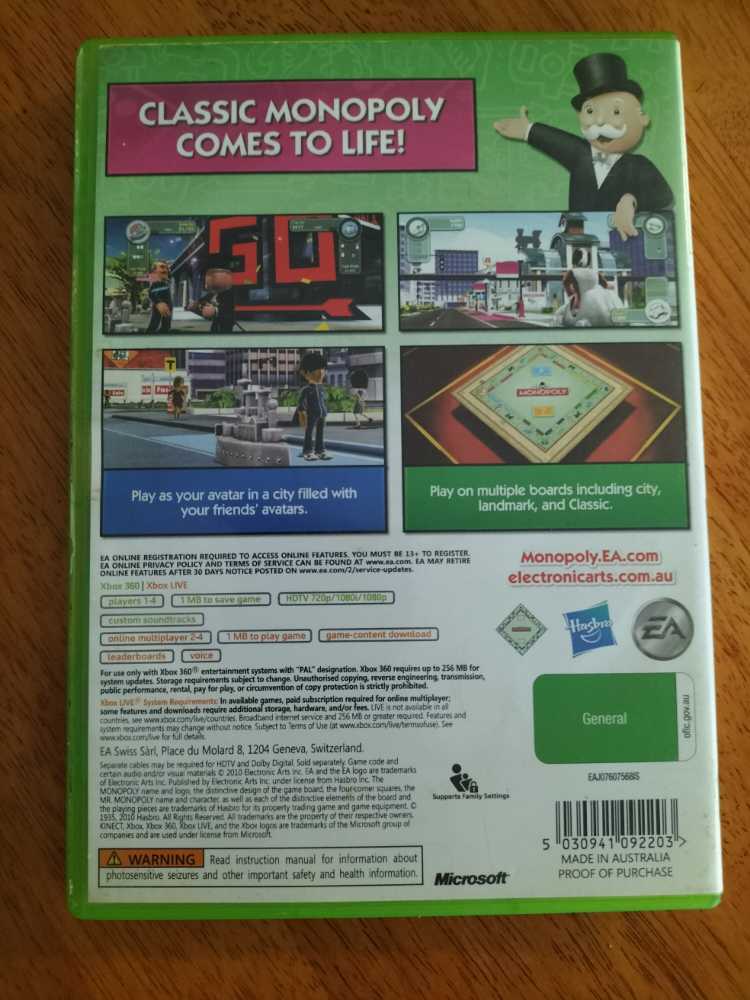 CLASSIC MONOPOLY
COMES TO LIFE!
GO
T
MONOPOLY
Play as your avatar in a city filled with
your friends' avatars.
Play on multiple boards including city,
landmark, and Classic.
EA ONLINE REGISTRATION REQUIRED TO ACCESS ONLINE FEATURES. YOU MUST BE 13+ TO REGISTER.
EA ONLINE PRIVACY POLICY AND TERMS OF SERVICE CAN BE FOUND AT www.ea.com. EA MAY RETIRE
ONLINE FEATURES AFTER 30 DAYS NOTICE POSTED ON www.ea.com/2/service-updates.
Xbox 360 | Xbox LIVE
players 1-4
1 MB to save game
HDTV 720p/1080i/1080p
custom soundtracks
online multiplayer 2-4
1 MB to play game
game-content download
leaderboards
voice
Monopoly.EA.com
electronicarts.com.au
MONOPOLY
Hasbro
EA
For use only with Xbox 360® entertainment systems with "PAL" designation. Xbox 360 requires up to 256 MB for
system updates. Storage requirements subject to change. Unauthorised copying, reverse engineering, transmission,
public performance, rental, pay for play, or circumvention of copy protection is strictly prohibited.
Xbox LIVE® System Requirements: In available games, paid subscription required for online multiplayer;
some features and downloads require additional storage, hardware, and/or fees. LIVE is not available in all
countries, see www.xbox.com/live/countries. Broadband internet service and 256 MB or greater required. Features and
system requirements may change without notice. Subject to Terms of Use (at www.xbox.com/live/termsofuse). See
www.xbox.com/live for full details.
EA Swiss Sàrl, Place du Molard 8, 1204 Geneva, Switzerland.
Separate cables may be required for HDTV and Dolby Digital. Sold separately. Game code and
certain audio and/or visual materials © 2010 Electronic Arts Inc. EA and the EA logo are trademarks
of Electronic Arts Inc. Published by Electronic Arts Inc. under license from Hasbro Inc. The
MONOPOLY name and logo, the distinctive design of the game board, the four corner squares, the
MR. MONOPOLY name and character, as well as each of the distinctive elements of the board and
the playing pieces are trademarks of Hasbro for its property trading game and game equipment. ©
1935, 2010 Hasbro. All Rights Reserved. All trademarks are the property of their respective owners.
KINECT, Xbox, Xbox 360, Xbox LIVE, and the Xbox logos are trademarks of the Microsoft group of
companies and are used under license from Microsoft.
General
oflc.gov.au
EAJ07607568IS
Supports Family Settings
5 030941 092203 >
MADE IN AUSTRALIA
PROOF OF PURCHASE
WARNING Read instruction manual for information about
photosensitive seizures and other important safety and health information.
Microsoft